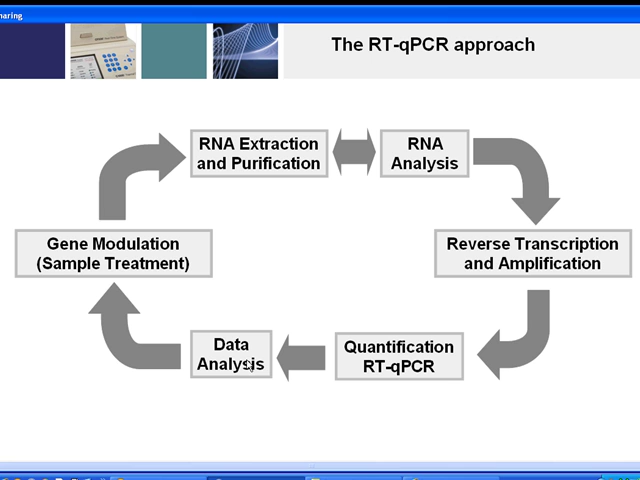 haring
The RT-qPCR approach
RNA Extraction
and Purification
RNA
Analysis
Gene Modulation
(Sample Treatment)
Reverse Transcription
and Amplification
Data
Analysis
Quantification
RT-qPCR